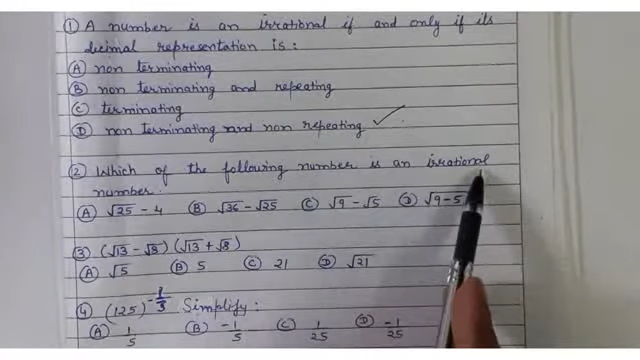 ① A number is an irrational if and only if its
decimal representation is :
Ⓐ non terminating
Ⓑ non terminating and repeating
Ⓒ terminating
Ⓓ non terminating and non repeating ✓
② Which of the following number is an irrational
number.
Ⓐ √25 - 4 Ⓑ √36 - √25 Ⓒ √9 - √5 Ⓓ √9-5
③ (√13 - √8) (√13 + √8)
Ⓐ √5 Ⓑ 5 Ⓒ 21 Ⓓ √21
④ (125)^-1/3 Simplify :
Ⓐ 1/5 Ⓑ -1/5 Ⓒ 1/25 Ⓓ -1/25